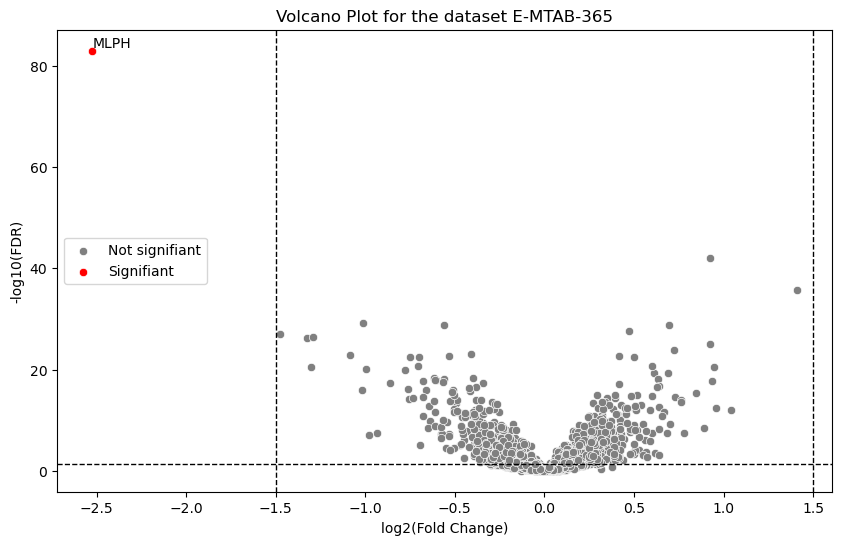 Volcano Plot for the dataset E-MTAB-365
MLPH
80
60
40
20
0
-log10(FDR)
Not signifiant
Signifiant
−2.5 −2.0 −1.5 −1.0 −0.5 0.0 0.5 1.0 1.5
log2(Fold Change)